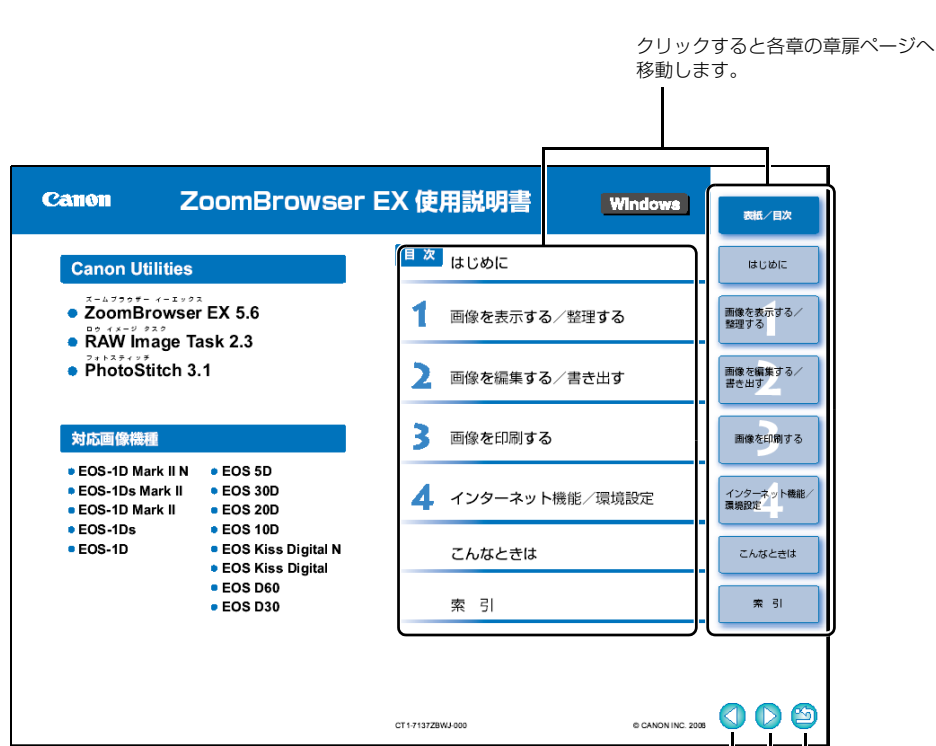 クリックすると各章の章扉ページへ
移動します。
Canon
ZoomBrowser EX 使用説明書
Windows
Canon Utilities
ズームブラウザー イーエックス
ZoomBrowser EX 5.6
ロウ イメージ タスク
RAW Image Task 2.3
フォトスティッチ
PhotoStitch 3.1
対応画像機種
EOS-1D Mark II N
EOS-1Ds Mark II
EOS-1D Mark II
EOS-1Ds
EOS-1D
EOS 5D
EOS 30D
EOS 20D
EOS 10D
EOS Kiss Digital N
EOS Kiss Digital
EOS D60
EOS D30
目次
はじめに
1 画像を表示する／整理する
2 画像を編集する／書き出す
3 画像を印刷する
4 インターネット機能／環境設定
こんなときは
索 引
表紙／目次
はじめに
1
画像を表示する／
整理する
2
画像を編集する／
書き出す
3
画像を印刷する
4
インターネット機能／
環境設定
こんなときは
索 引
CT1-7137ZBWJ-000
© CANON INC. 2006